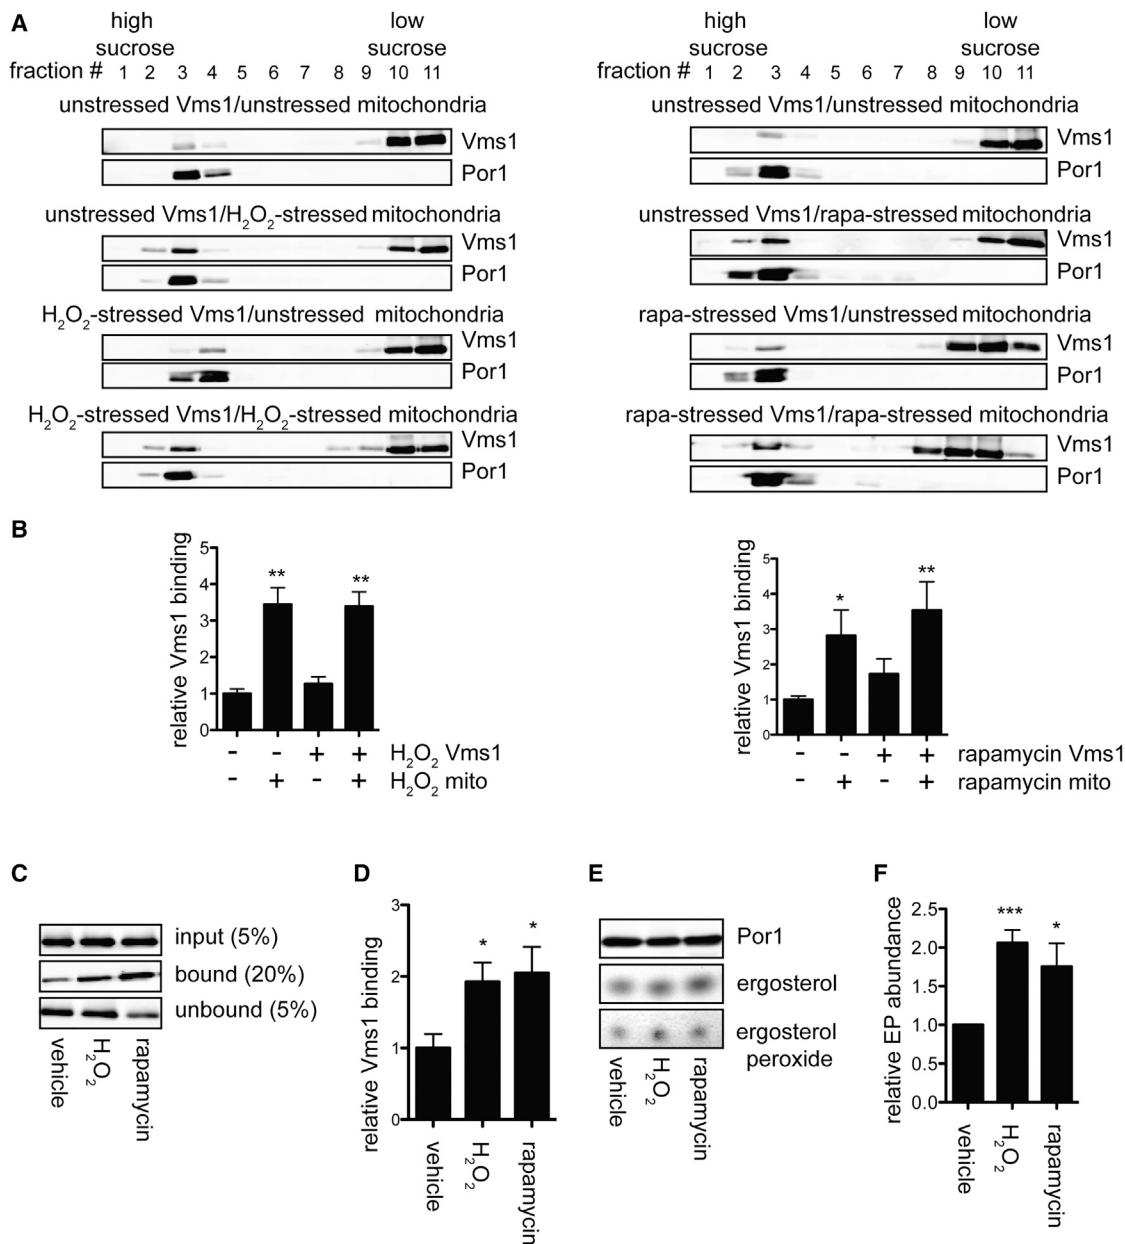 A
high sucrose
low sucrose
fraction # 1 2 3 4 5 6 7 8 9 10 11
unstressed Vms1/unstressed mitochondria
Vms1
Por1
unstressed Vms1/H2O2-stressed mitochondria
Vms1
Por1
H2O2-stressed Vms1/unstressed mitochondria
Vms1
Por1
H2O2-stressed Vms1/H2O2-stressed mitochondria
Vms1
Por1
high sucrose
low sucrose
fraction # 1 2 3 4 5 6 7 8 9 10 11
unstressed Vms1/unstressed mitochondria
Vms1
Por1
unstressed Vms1/rapa-stressed mitochondria
Vms1
Por1
rapa-stressed Vms1/unstressed mitochondria
Vms1
Por1
rapa-stressed Vms1/rapa-stressed mitochondria
Vms1
Por1
B
relative Vms1 binding
5
4
3
2
1
0
** **
- - + + H2O2 Vms1
- + - + H2O2 mito
relative Vms1 binding
5
4
3
2
1
0
* **
- - + + rapamycin Vms1
- + - + rapamycin mito
C
input (5%)
bound (20%)
unbound (5%)
vehicle
H2O2
rapamycin
D
relative Vms1 binding
3
2
1
0
* *
vehicle
H2O2
rapamycin
E
Por1
ergosterol
ergosterol
peroxide
vehicle
H2O2
rapamycin
F
relative EP abundance
2.5
2.0
1.5
1.0
0.5
0.0
*** *
vehicle
H2O2
rapamycin